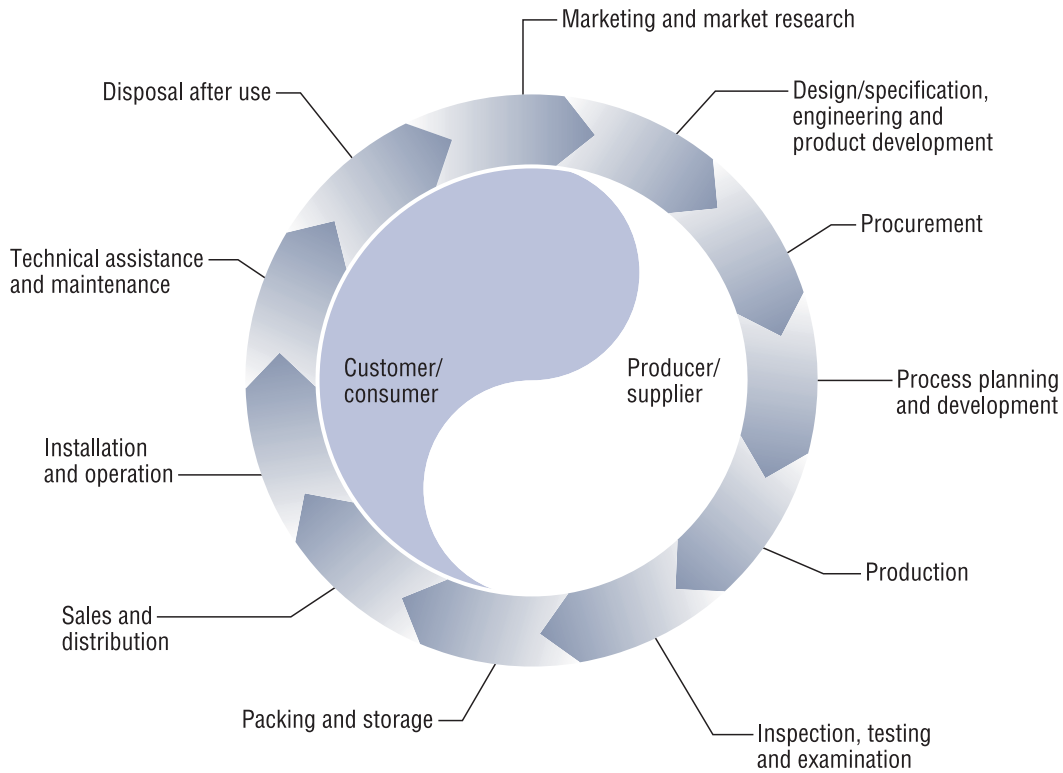 Marketing and market research
Design/specification,
engineering and
product development
Procurement
Process planning
and development
Production
Inspection, testing
and examination
Packing and storage
Sales and
distribution
Installation
and operation
Technical assistance
and maintenance
Disposal after use
Customer/
consumer
Producer/
supplier